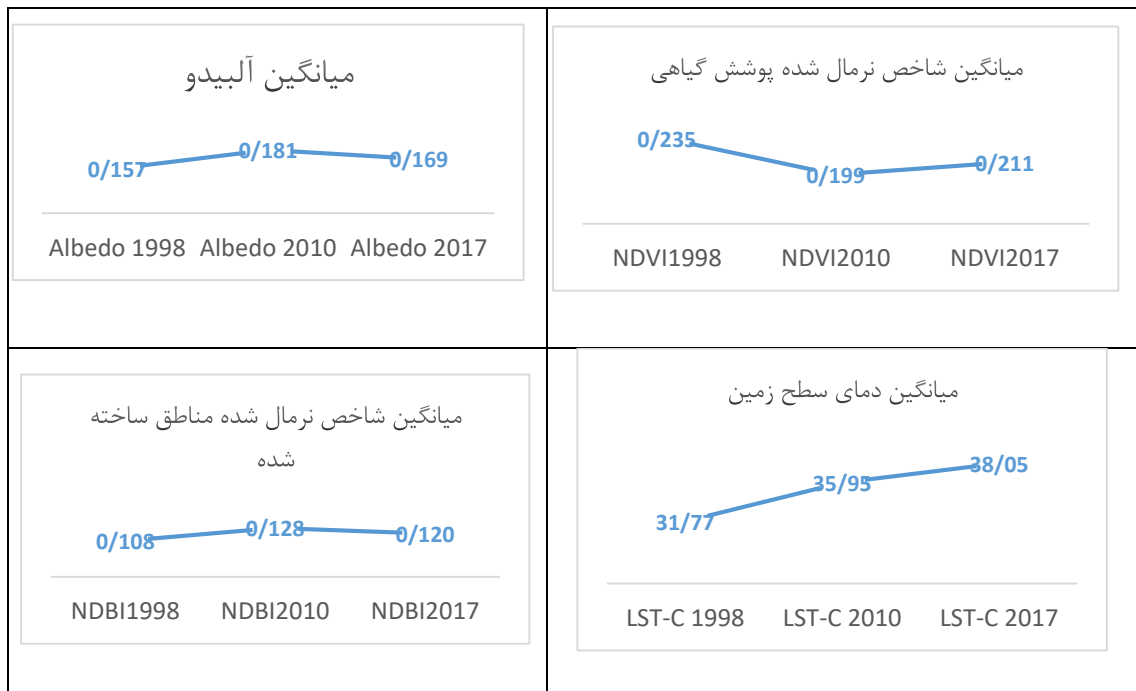 میانگین آلبیدو
0/157
0/181
0/169
Albedo 1998 Albedo 2010 Albedo 2017
میانگین شاخص نرمال شده پوشش گیاهی
0/235
0/199
0/211
NDVI1998 NDVI2010 NDVI2017
میانگین شاخص نرمال شده مناطق ساخته
شده
0/108
0/128
0/120
NDBI1998 NDBI2010 NDBI2017
میانگین دمای سطح زمین
31/77
35/95
38/05
LST-C 1998 LST-C 2010 LST-C 2017